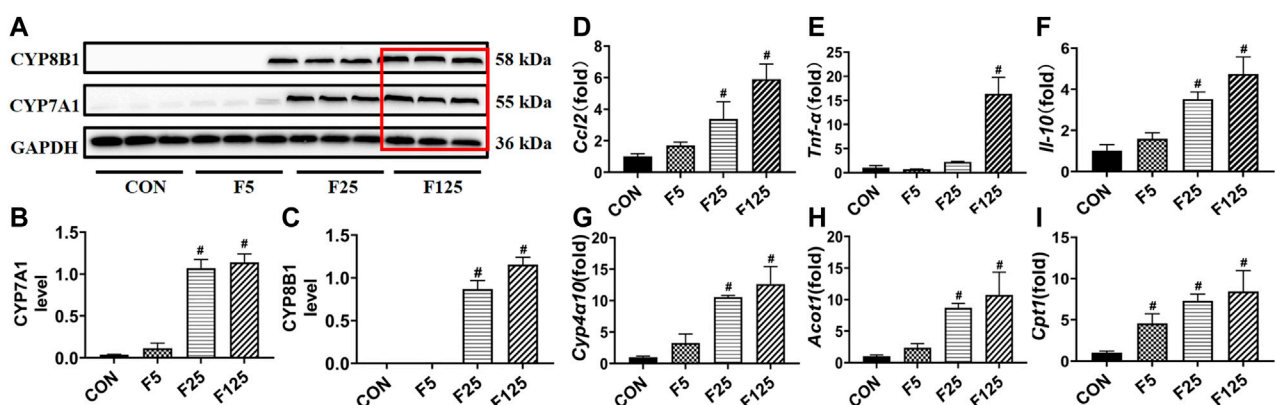 A
CYP8B1
58 kDa
CYP7A1
55 kDa
GAPDH
36 kDa
CON F5 F25 F125
D
Ccl2(fold)
8
6
4
2
0
#
#
CON F5 F25 F125
E
Tnf-α(fold)
25
20
15
10
5
0
#
CON F5 F25 F125
F
Il-10(fold)
6
4
2
0
#
#
CON F5 F25 F125
B
CYP7A1
level
1.5
1.0
0.5
0.0
#
#
CON F5 F25 F125
C
CYP8B1
level
1.5
1.0
0.5
0.0
#
#
CON F5 F25 F125
G
Cyp4α10(fold)
20
15
10
5
0
#
#
CON F5 F25 F125
H
Acot1(fold)
20
15
10
5
0
#
#
CON F5 F25 F125
I
Cpt1(fold)
15
10
5
0
#
#
#
CON F5 F25 F125